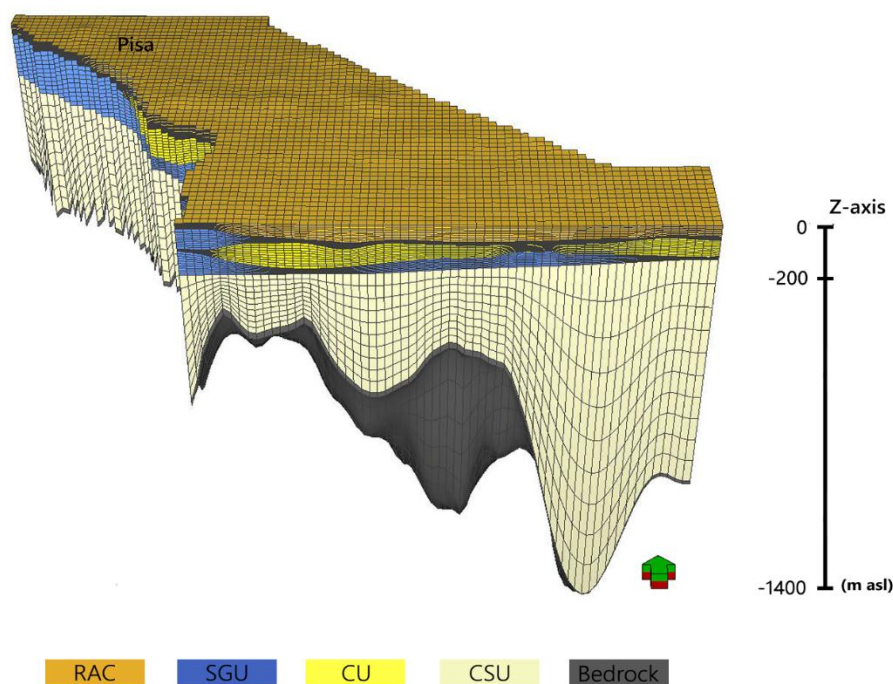 Pisa
Z-axis
0
-200
-1400 (m asl)
RAC SGU CU CSU Bedrock